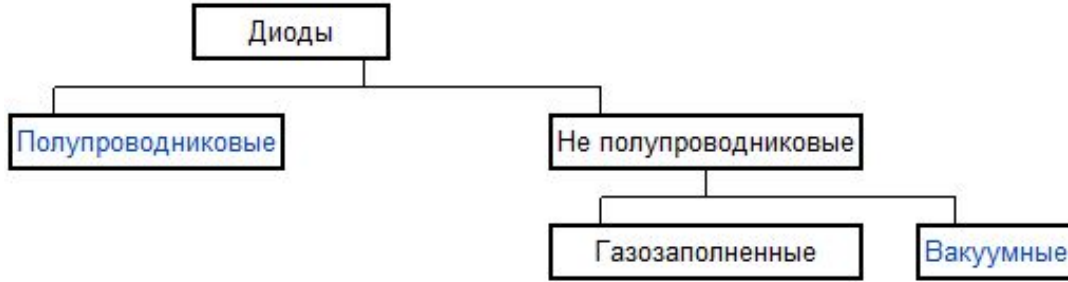 Диоды
Полупроводниковые
Не полупроводниковые
Газозаполненные
Вакуумные